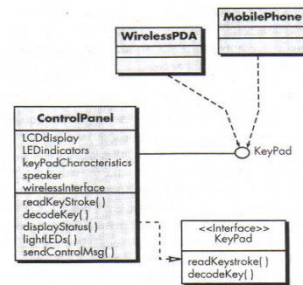 MobilePhone
WirelessPDA
ControlPanel
LCDdisplay
LEDindicators
keyPadCharacteristics
speaker
wirelessInterface
readKeyStroke()
decodeKey()
displayStatus()
lightLEDs()
sendControlMsg()
KeyPad
<<Interface>>
KeyPad
readKeystroke()
decodeKey()